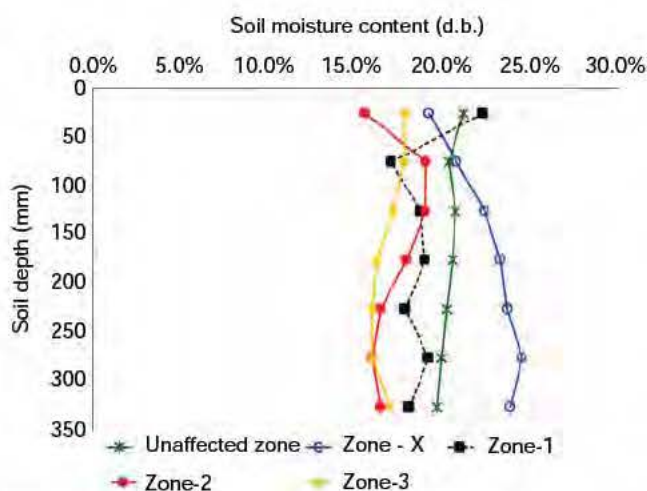 Soil moisture content (d.b.)
0.0% 5.0% 10.0% 15.0% 20.0% 25.0% 30.0%
0
50
100
150
200
250
300
350
Soil depth (mm)
Unaffected zone Zone - X Zone-1
Zone-2 Zone-3